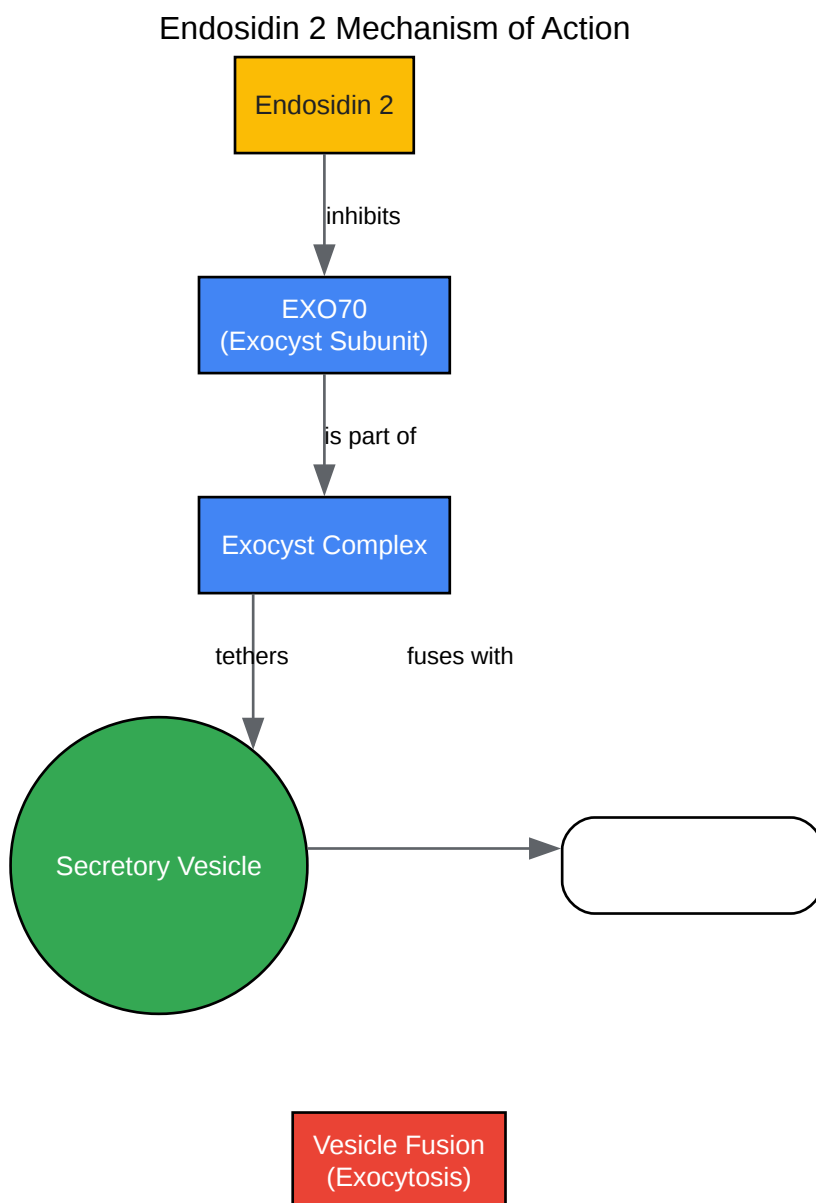 Endosidin 2 Mechanism of Action
Endosidin 2
inhibits
EXO70
(Exocyst Subunit)
is part of
Exocyst Complex
tethers
fuses with
Secretory Vesicle
Vesicle Fusion
(Exocytosis)